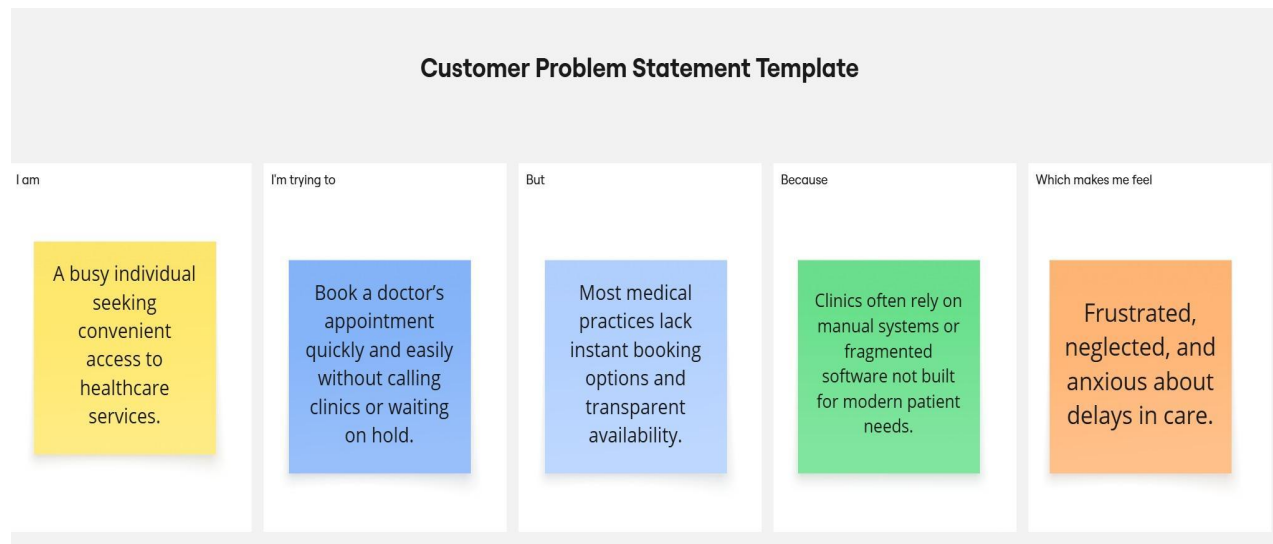 Customer Problem Statement Template
I am
A busy individual
seeking
convenient
access to
healthcare
services.
I'm trying to
Book a doctor’s
appointment
quickly and easily
without calling
clinics or waiting
on hold.
But
Most medical
practices lack
instant booking
options and
transparent
availability.
Because
Clinics often rely on
manual systems or
fragmented
software not built
for modern patient
needs.
Which makes me feel
Frustrated,
neglected, and
anxious about
delays in care.